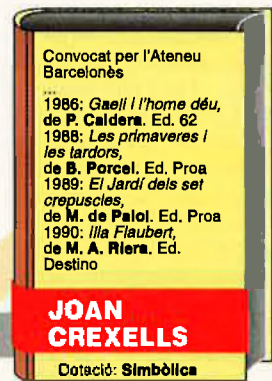 Convocat per l'Ateneu
Barcelonès
...
1986: Gaeli i l'home déu,
de P. Caldera. Ed. 62
1988: Les primaveres i
les tardors,
de B. Porcel. Ed. Proa
1989: El Jardí dels set
crepuscles,
de M. de Palol. Ed. Proa
1990: Illa Flaubert,
de M. A. Riera. Ed.
Destino
JOAN
CREXELLS
Dotació: Simbòlica